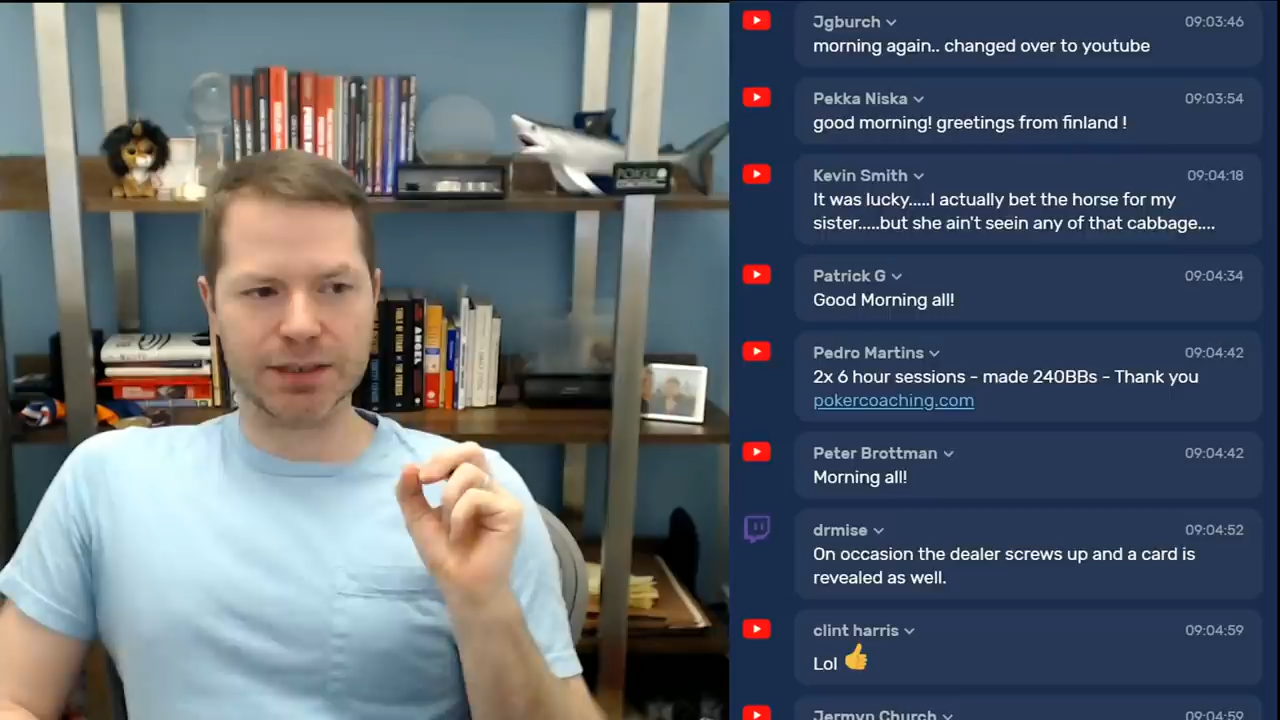 Jgburch
09:03:46
morning again.. changed over to youtube
Pekka Niska
09:03:54
good morning! greetings from finland !
Kevin Smith
09:04:18
It was lucky.....I actually bet the horse for my
sister.....but she ain't seein any of that cabbage....
Patrick G
09:04:34
Good Morning all!
Pedro Martins
09:04:42
2x 6 hour sessions - made 240BBs - Thank you
pokercoaching.com
Peter Brottman
09:04:42
Morning all!
drmise
09:04:52
On occasion the dealer screws up and a card is
revealed as well.
clint harris
09:04:59
Lol 👍
Jermyn Church
09:04:59
POKER
ANGEL